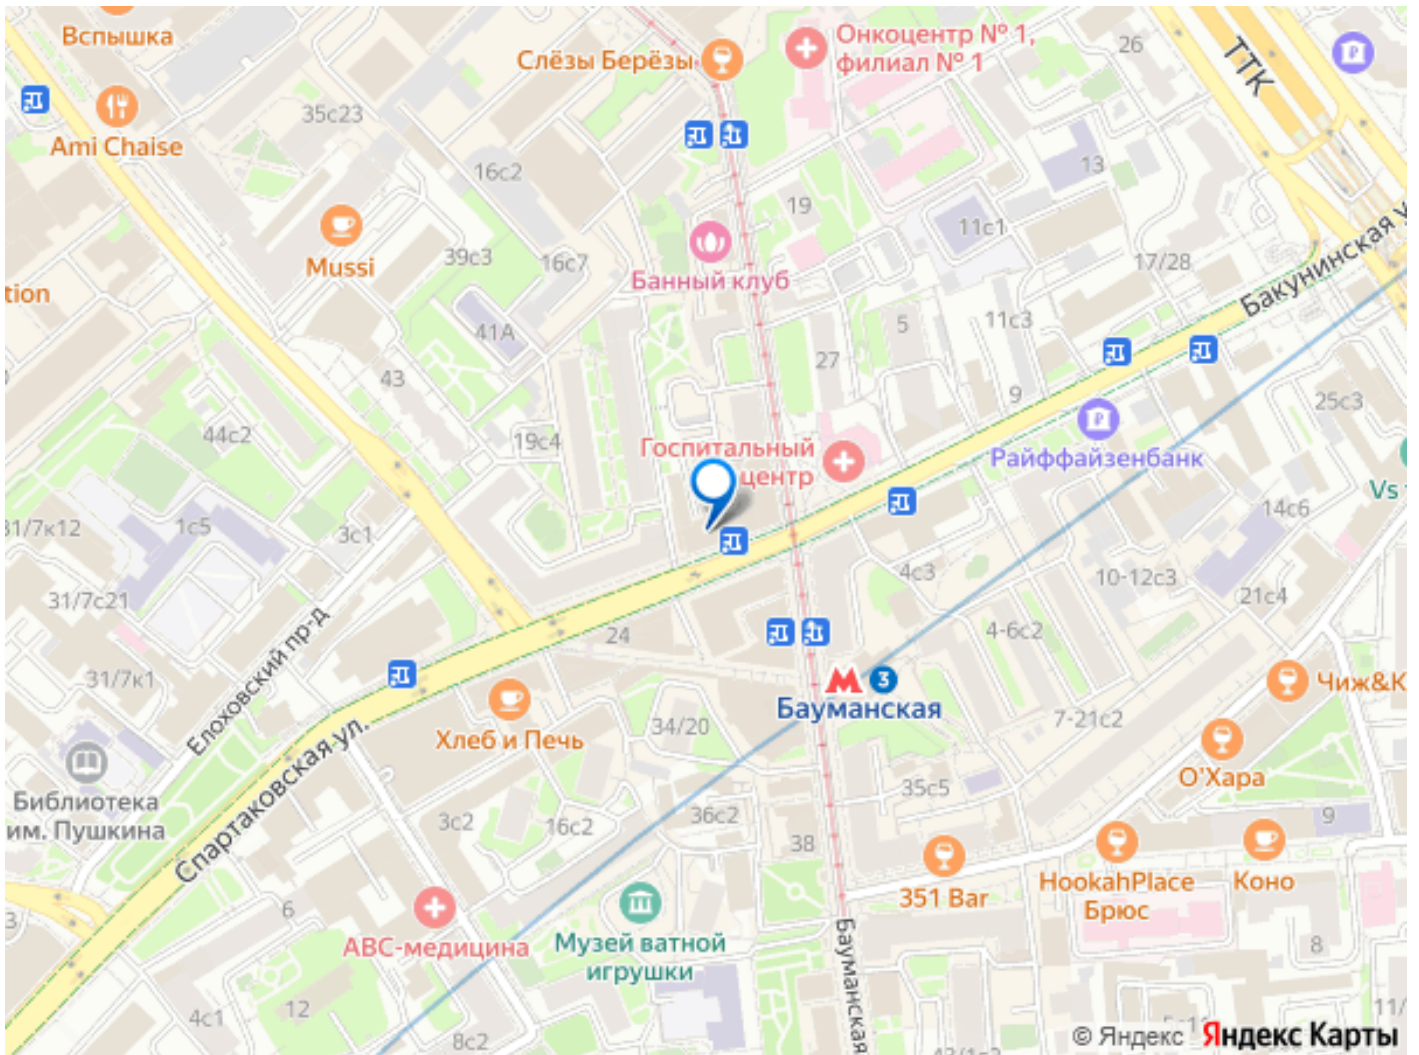 Вспышка
Ami Chaise
35с23
16с2
Слёзы Берёзы
Онкоцентр № 1,
филиал № 1
26
ТТК
13
19
11с1
17/28
Бакунинская у
Mussi
39с3
16с7
Банный клуб
tion
41А
5
11с3
27
43
9
25с3
44с2
19с4
Госпитальный
центр
Райффайзенбанк
Vs
31/7к12
1с5
3с1
14с6
31/7с21
4с3
10-12с3
21с4
Елоховский пр-д
24
4-6с2
31/7к1
3
Бауманская
Чиж&К
Хлеб и Печь
34/20
7-21с2
О'Хара
Спартаковская ул.
Библиотека
им. Пушкина
3с2
16с2
36с2
35с5
38
9
351 Bar
HookahPlace
Брюс
Коно
3
6
АВС-медицина
Музей ватной
игрушки
Бауманская
8
12
4с1
8с2
11/
© Яндекс
Яндекс Карты